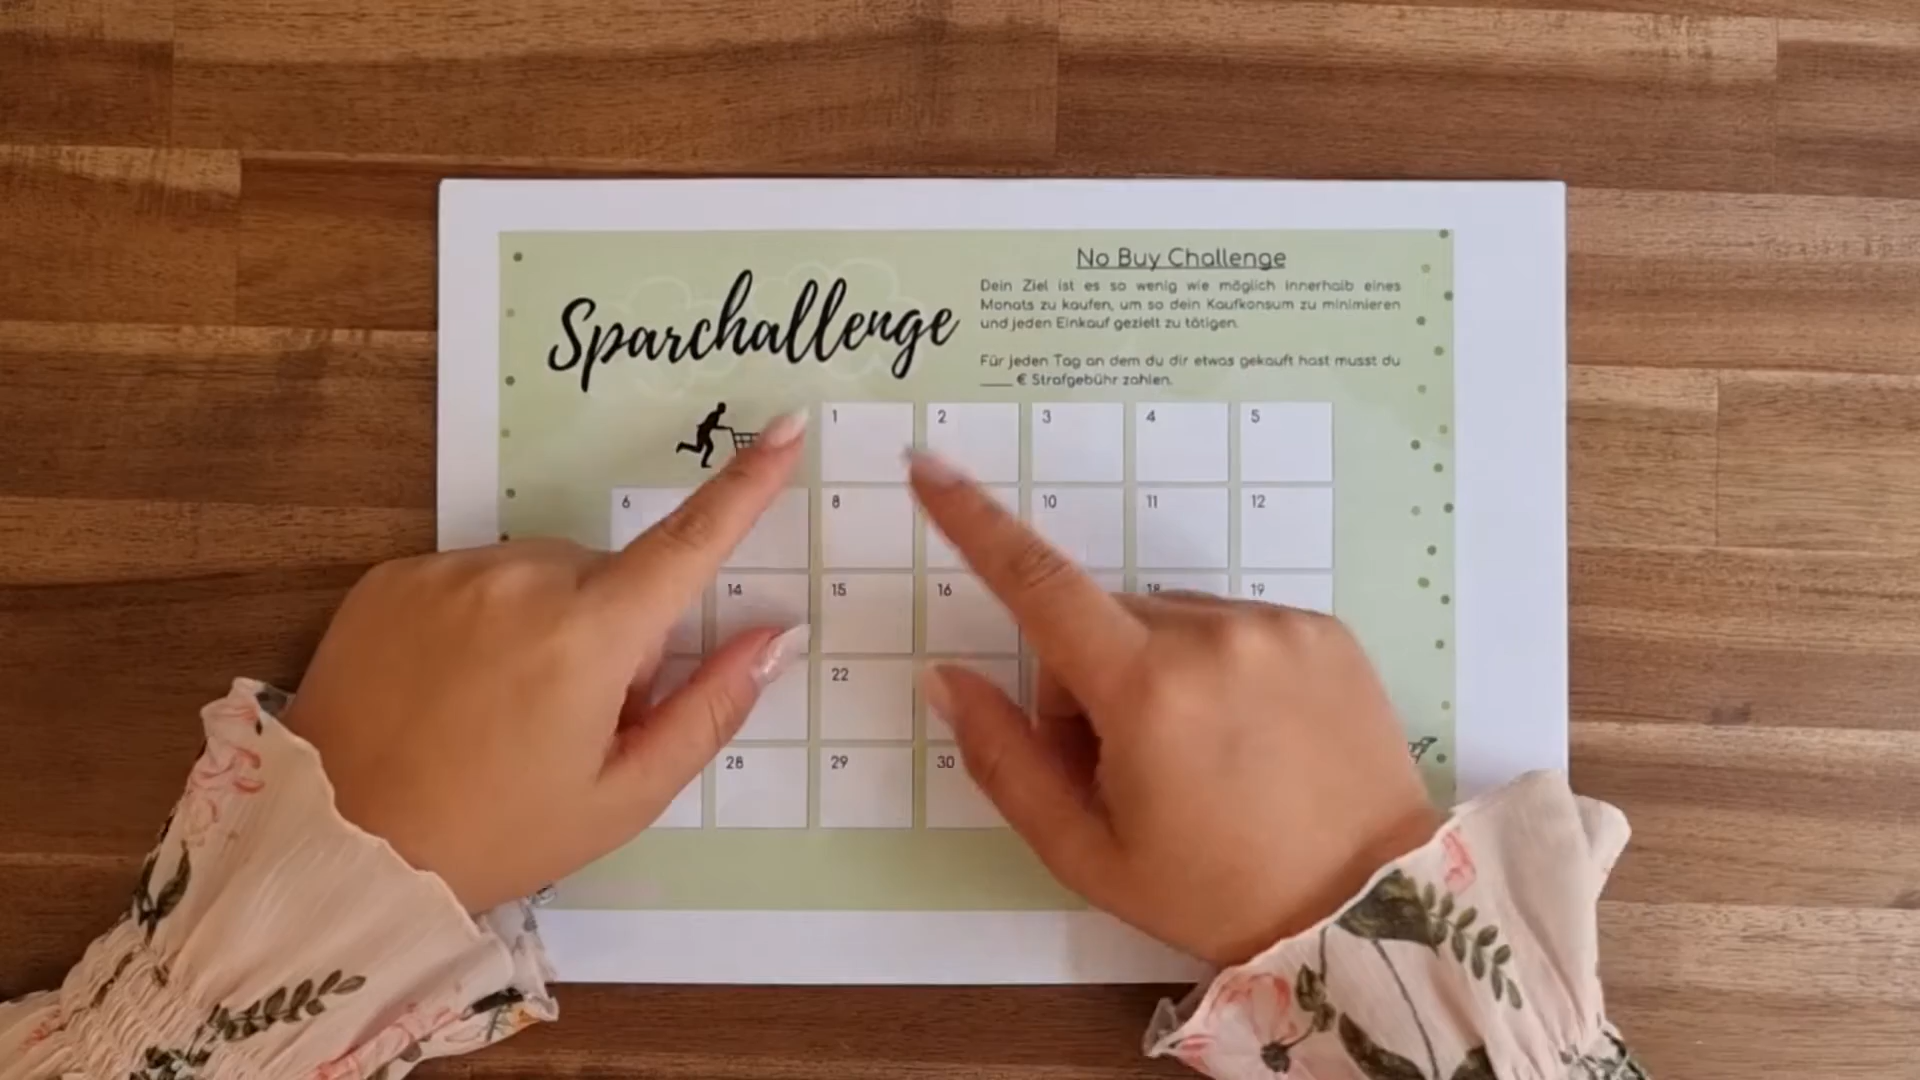 Sparchallenge
No Buy Challenge
Dein Ziel ist es so wenig wie möglich innerhalb eines
Monats zu kaufen, um so dein Kaufkonsum zu minimieren
und jeden Einkauf gezielt zu tätigen.
Für jeden Tag an dem du dir etwas gekauft hast musst du
____ € Strafgebühr zahlen.
1 2 3 4 5
6 8 10 11 12
14 15 16 18 19
22
28 29 30